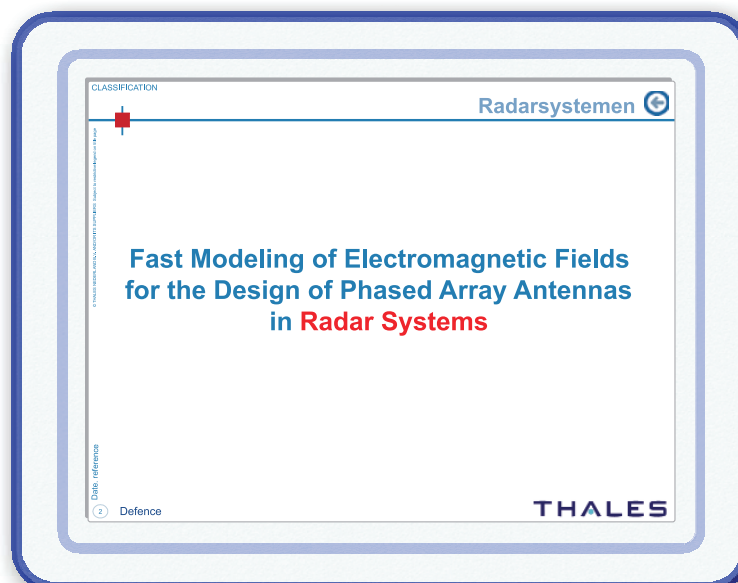 CLASSIFICATION
Radarsystemen
Fast Modeling of Electromagnetic Fields
for the Design of Phased Array Antennas
in Radar Systems
Date, reference
2 Defence
THALES